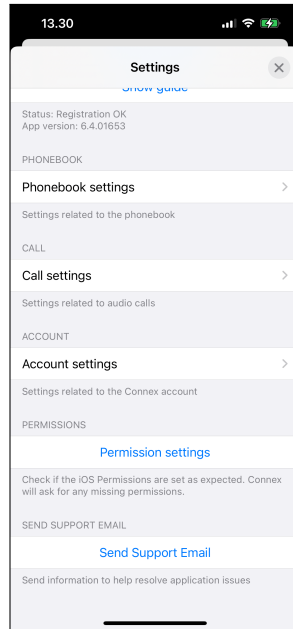 13.30
Settings
Show guide
Status: Registration OK
App version: 6.4.01653
PHONEBOOK
Phonebook settings
Settings related to the phonebook
CALL
Call settings
Settings related to audio calls
ACCOUNT
Account settings
Settings related to the Connex account
PERMISSIONS
Permission settings
Check if the iOS Permissions are set as expected. Connex
will ask for any missing permissions.
SEND SUPPORT EMAIL
Send Support Email
Send information to help resolve application issues